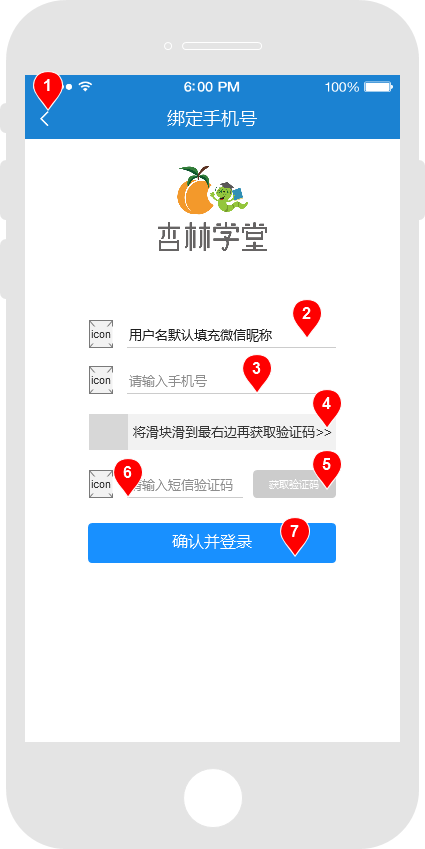 1
6:00 PM
100%
绑定手机号
杏林学堂
2
icon
用户名默认填充微信昵称
3
icon
请输入手机号
4
将滑块滑到最右边再获取验证码>>
5
6
icon
请输入短信验证码
获取验证码
7
确认并登录